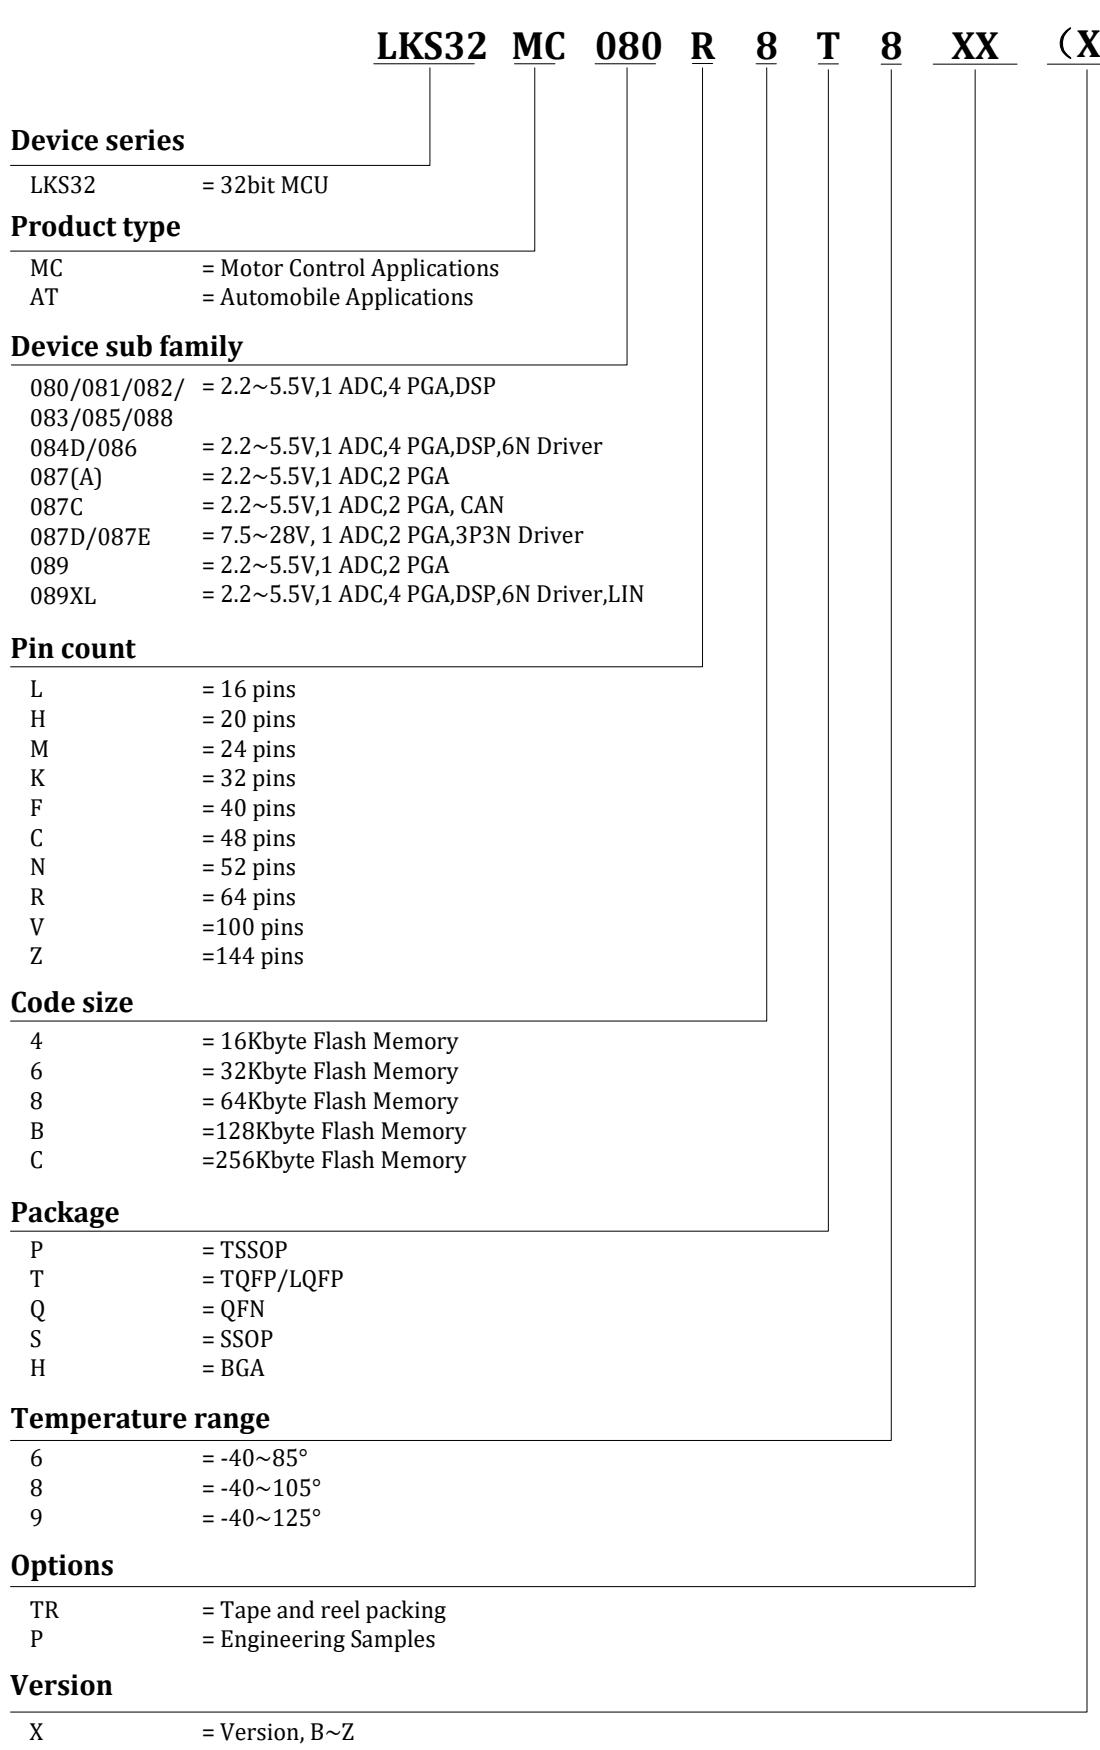 LKS32 MC 080 R 8 T 8 XX （X
Device series
LKS32 = 32bit MCU
Product type
MC = Motor Control Applications
AT = Automobile Applications
Device sub family
080/081/082/ = 2.2~5.5V,1 ADC,4 PGA,DSP
083/085/088
084D/086 = 2.2~5.5V,1 ADC,4 PGA,DSP,6N Driver
087(A) = 2.2~5.5V,1 ADC,2 PGA
087C = 2.2~5.5V,1 ADC,2 PGA, CAN
087D/087E = 7.5~28V, 1 ADC,2 PGA,3P3N Driver
089 = 2.2~5.5V,1 ADC,2 PGA
089XL = 2.2~5.5V,1 ADC,4 PGA,DSP,6N Driver,LIN
Pin count
L = 16 pins
H = 20 pins
M = 24 pins
K = 32 pins
F = 40 pins
C = 48 pins
N = 52 pins
R = 64 pins
V =100 pins
Z =144 pins
Code size
4 = 16Kbyte Flash Memory
6 = 32Kbyte Flash Memory
8 = 64Kbyte Flash Memory
B =128Kbyte Flash Memory
C =256Kbyte Flash Memory
Package
P = TSSOP
T = TQFP/LQFP
Q = QFN
S = SSOP
H = BGA
Temperature range
6 = -40~85°
8 = -40~105°
9 = -40~125°
Options
TR = Tape and reel packing
P = Engineering Samples
Version
X = Version, B~Z